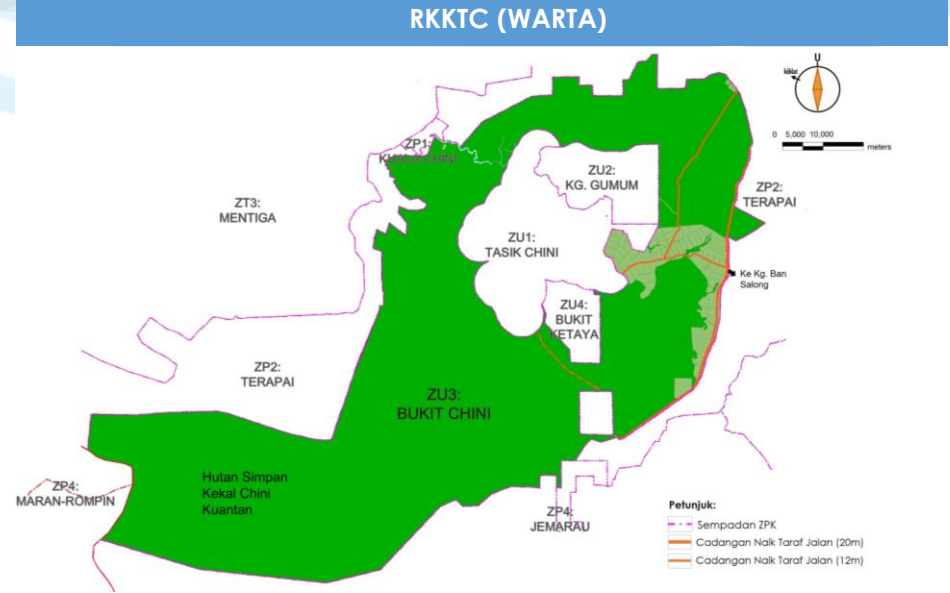 RKKTC (WARTA)
U
kiblat
0 5,000 10,000
meters
ZP1:
KUALA CHINI
ZU2:
KG. GUMUM
ZP2:
TERAPAI
ZT3:
MENTIGA
ZU1:
TASIK CHINI
Ke Kg. Ban
Salong
ZU4:
BUKIT
KETAYA
ZP2:
TERAPAI
ZU3:
BUKIT CHINI
Hutan Simpan
Kekal Chini
Kuantan
ZP4:
MARAN-ROMPIN
ZP4:
JEMARAU
Petunjuk:
Sempadan ZPK
Cadangan Naik Taraf Jalan (20m)
Cadangan Naik Taraf Jalan (12m)